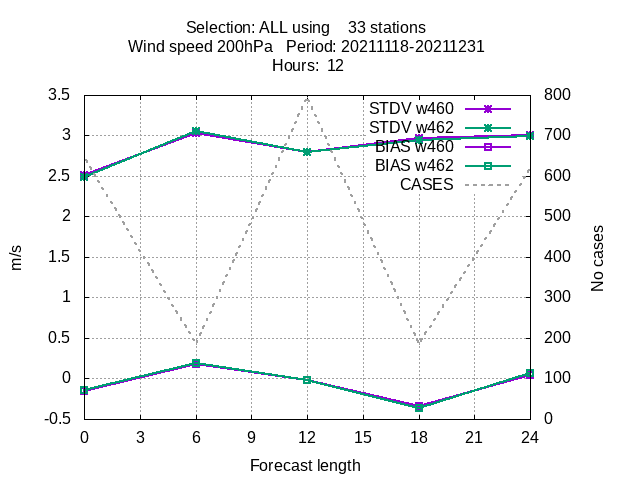 Selection: ALL using 33 stations
Wind speed 200hPa Period: 20211118-20211231
Hours: 12
3.5
3
2.5
2
1.5
1
0.5
0
-0.5
m/s
STDV w460
STDV w462
BIAS w460
BIAS w462
CASES
800
700
600
500
400
300
200
100
0
No cases
0 3 6 9 12 15 18 21 24
Forecast length